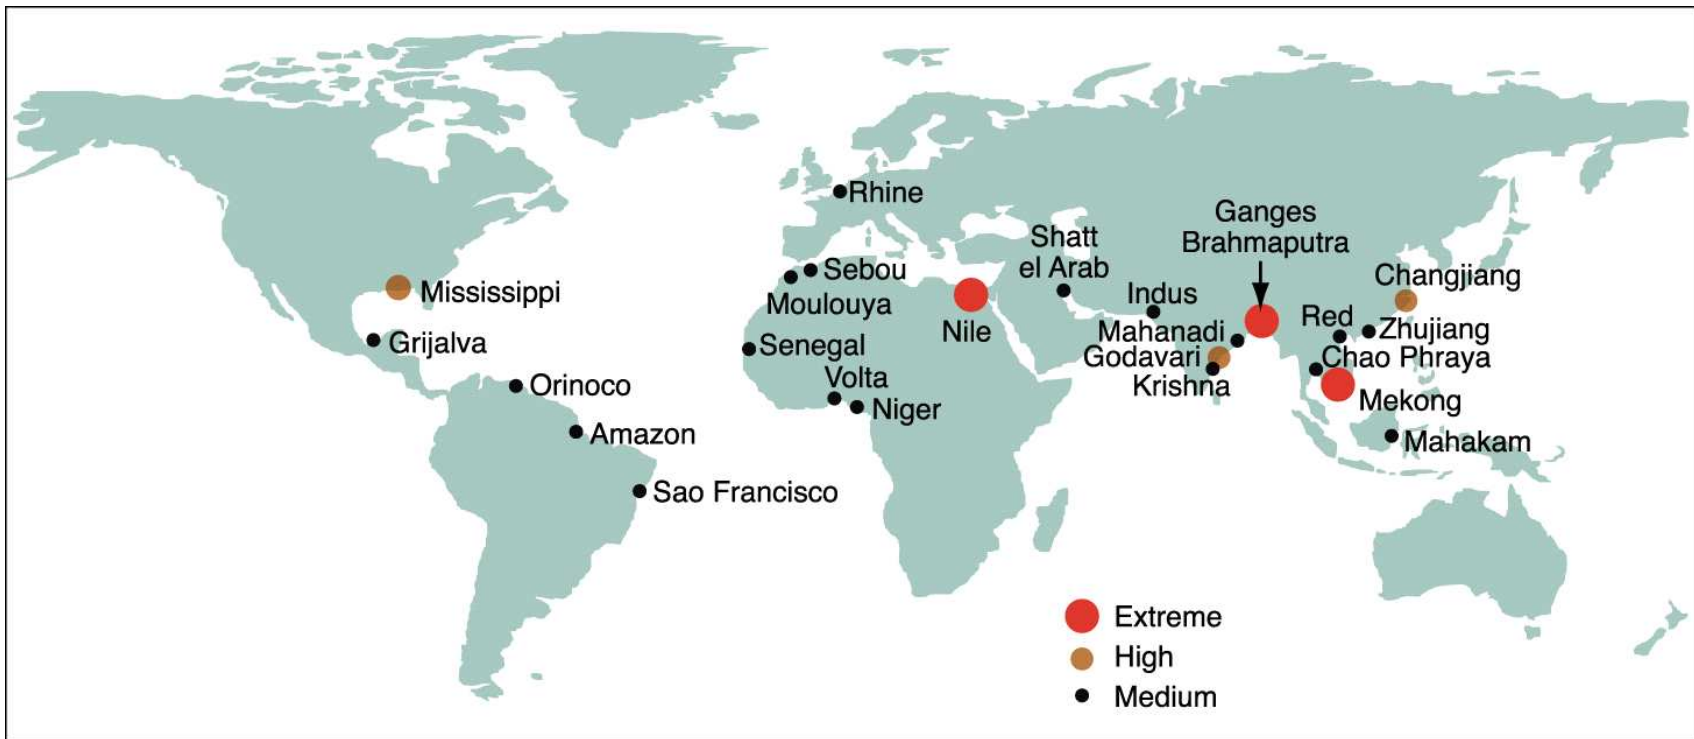 Rhine
Ganges
Brahmaputra
Shatt
el Arab
Sebou
Moulouya
Nile
Indus
Changjiang
Mississippi
Grijalva
Senegal
Volta
Niger
Mahanadi
Godavari
Krishna
Red
Zhujiang
Chao Phraya
Mekong
Mahakam
Orinoco
Amazon
Sao Francisco
Extreme
High
Medium